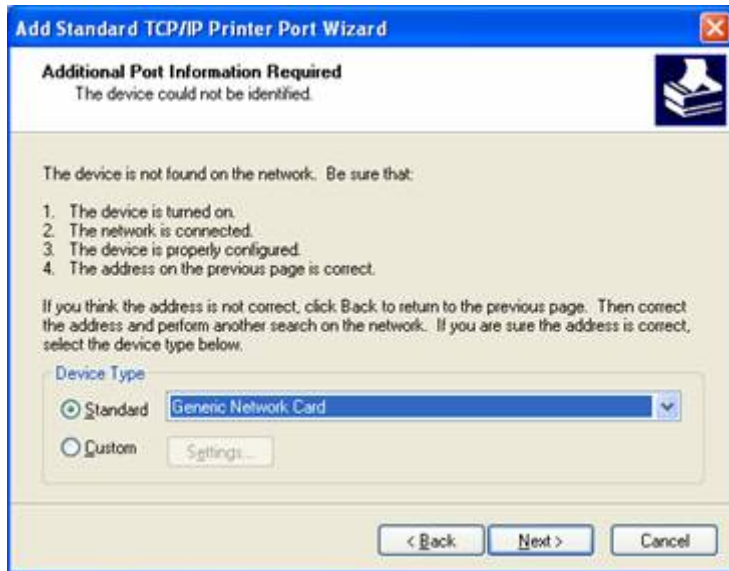 Add Standard TCP/IP Printer Port Wizard
Additional Port Information Required
The device could not be identified.
The device is not found on the network. Be sure that:
1. The device is turned on.
2. The network is connected.
3. The device is properly configured.
4. The address on the previous page is correct.
If you think the address is not correct, click Back to return to the previous page. Then correct
the address and perform another search on the network. If you are sure the address is correct,
select the device type below.
Device Type
Standard Generic Network Card
Custom Settings...
< Back Next > Cancel